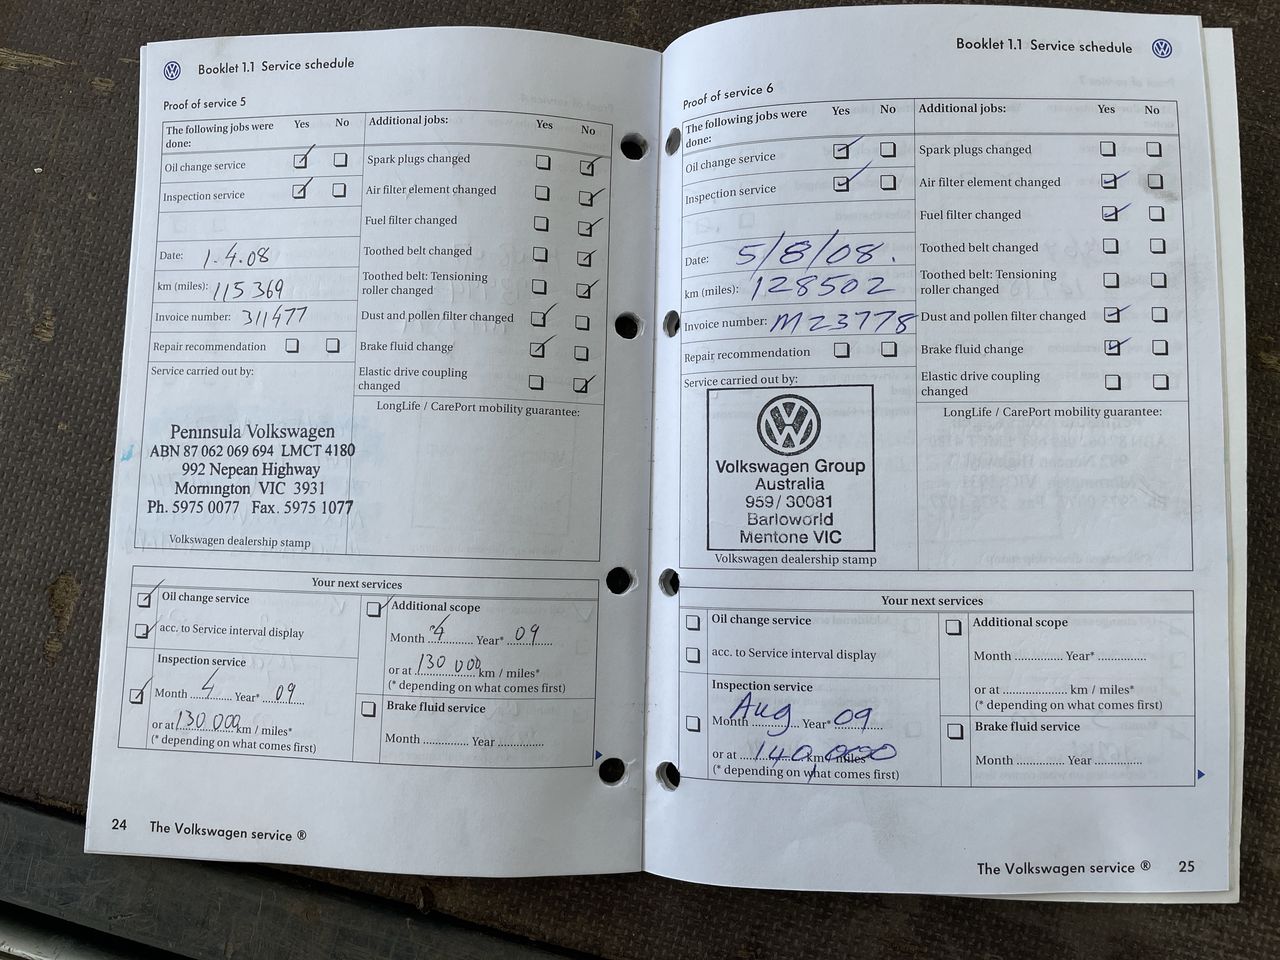 Booklet 1.1 Service schedule
Proof of service 5
The following jobs were done: Yes No
Oil change service
Inspection service
Date: 1.4.08
km (miles): 115 369
Invoice number: 311477
Repair recommendation
Service carried out by:
Peninsula Volkswagen
ABN 87 062 069 694 LMCT 4180
992 Nepean Highway
Mornington VIC 3931
Ph. 5975 0077 Fax. 5975 1077
Volkswagen dealership stamp
Additional jobs: Yes No
Spark plugs changed
Air filter element changed
Fuel filter changed
Toothed belt changed
Toothed belt: Tensioning
roller changed
Dust and pollen filter changed
Brake fluid change
Elastic drive coupling
changed
LongLife / CarePort mobility guarantee:
Your next services
Oil change service
acc. to Service interval display
Inspection service
Month 4 Year* 09
or at 130 000 km / miles*
(* depending on what comes first)
Additional scope
Month 4 Year* 09
or at 130 000 km / miles*
(* depending on what comes first)
Brake fluid service
Month ............ Year ............
24 The Volkswagen service ®
Booklet 1.1 Service schedule
Proof of service 6
The following jobs were done: Yes No
Oil change service
Inspection service
Date: 5/8/08.
km (miles): 128502
Invoice number: M23778
Repair recommendation
Service carried out by:
Volkswagen Group
Australia
959/30081
Barloworld
Mentone VIC
Volkswagen dealership stamp
Additional jobs: Yes No
Spark plugs changed
Air filter element changed
Fuel filter changed
Toothed belt changed
Toothed belt: Tensioning
roller changed
Dust and pollen filter changed
Brake fluid change
Elastic drive coupling
changed
LongLife / CarePort mobility guarantee:
Your next services
Oil change service
acc. to Service interval display
Inspection service
Month Aug Year* 09
or at 140,0000 km / miles*
(* depending on what comes first)
Additional scope
Month ............ Year* ............
or at ................ km / miles*
(* depending on what comes first)
Brake fluid service
Month ............ Year ............
The Volkswagen service ® 25